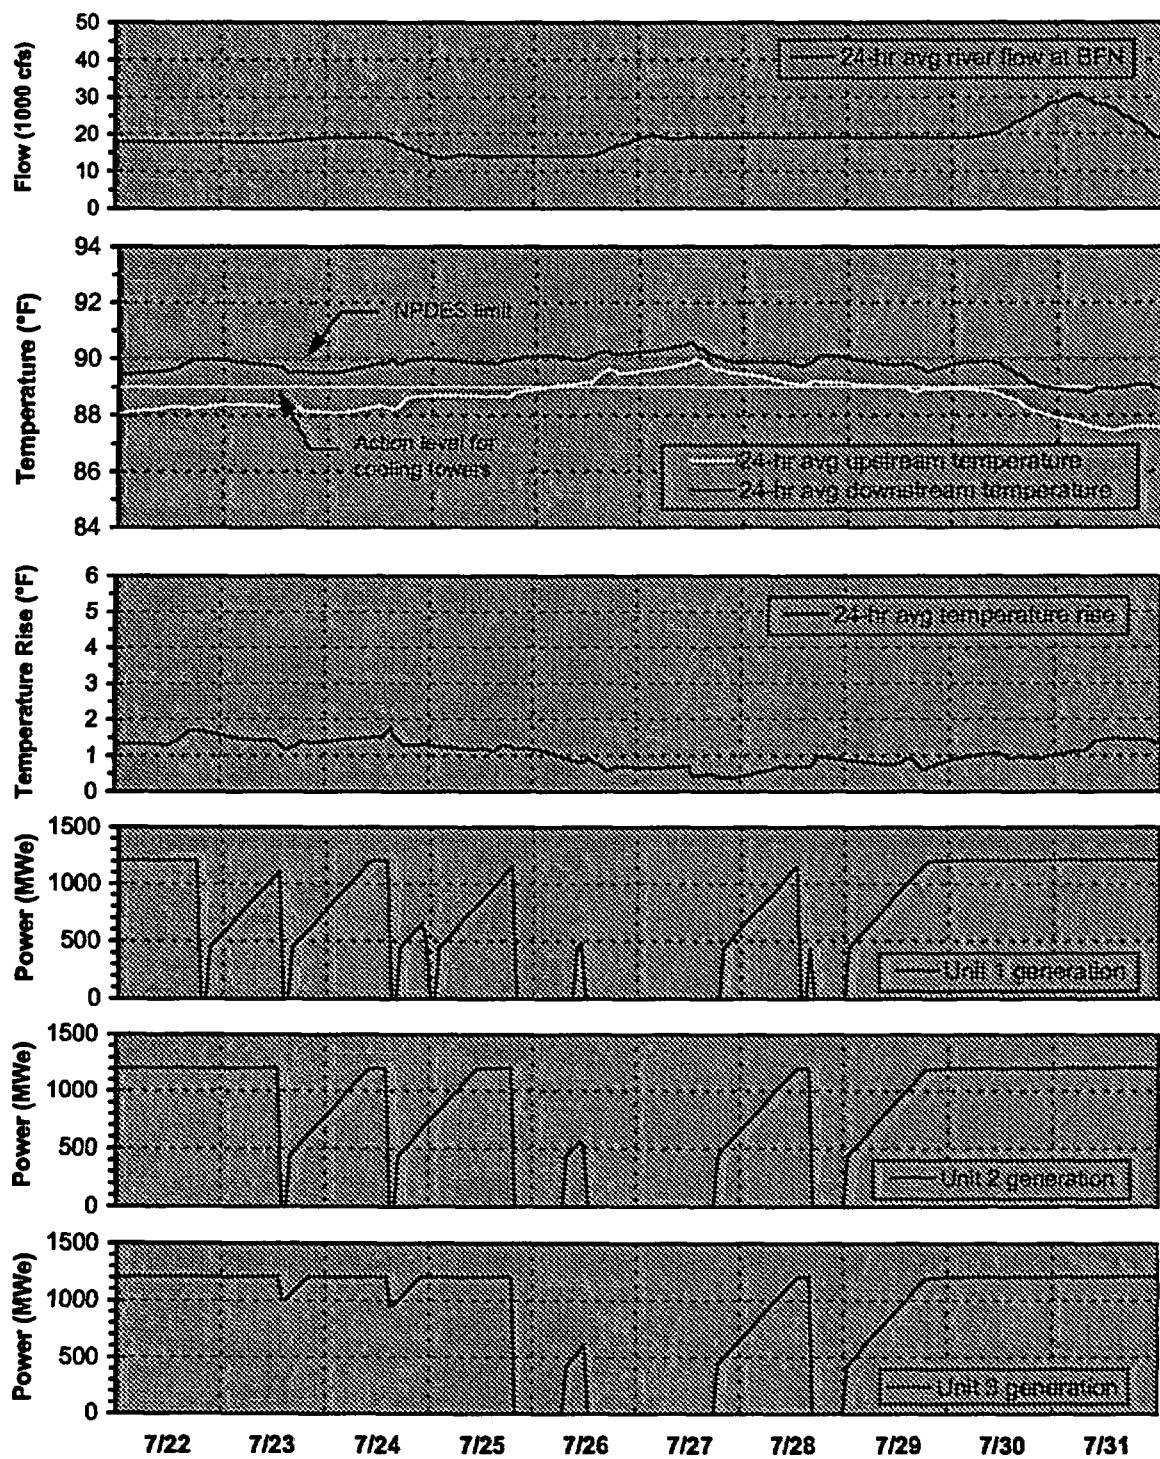 Flow (1000 cfs)
50
40
30
20
10
0
24-hr avg river flow at BFN
Temperature (°F)
94
92
90
88
86
84
NPDES limit
Action level for
cooling towers
24-hr avg upstream temperature
24-hr avg downstream temperature
Temperature Rise (°F)
6
5
4
3
2
1
0
24-hr avg temperature rise
Power (MWe)
1500
1000
500
0
Unit 1 generation
Power (MWe)
1500
1000
500
0
Unit 2 generation
Power (MWe)
1500
1000
500
0
Unit 3 generation
7/22 7/23 7/24 7/25 7/26 7/27 7/28 7/29 7/30 7/31